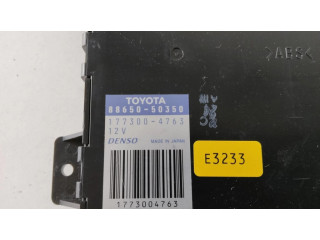 TOYOTA
88650-50350
177300-4763
12V
DENSO MADE IN JAPAN
1773004763
E3233
>ABS<